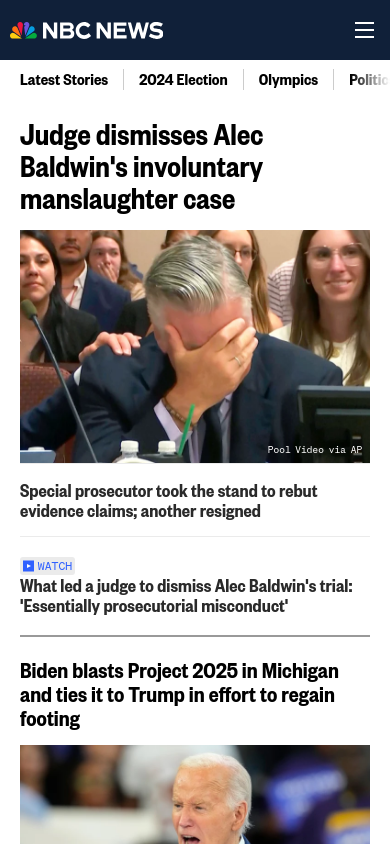 NBC NEWS
Latest Stories
2024 Election
Olympics
Judge dismisses Alec
Baldwin's involuntary
manslaughter case
Pool Video via AP
Special prosecutor took the stand to rebut
evidence claims; another resigned
WATCH
What led a judge to dismiss Alec Baldwin's trial:
'Essentially prosecutorial misconduct'
Biden blasts Project 2025 in Michigan
and ties it to Trump in effort to regain
footing